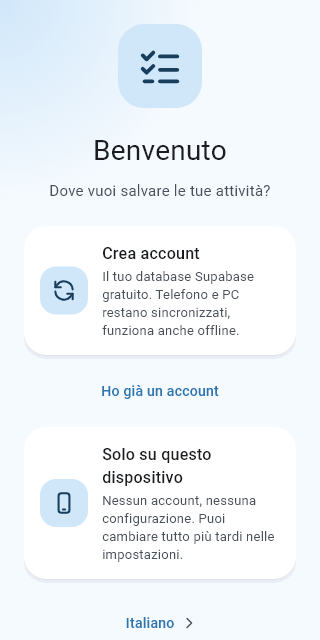 Benvenuto
Dove vuoi salvare le tue attività?
Crea account
Il tuo database Supabase
gratuito. Telefono e PC
restano sincronizzati,
funziona anche offline.
Ho già un account
Solo su questo
dispositivo
Nessun account, nessuna
configurazione. Puoi
cambiare tutto più tardi nelle
impostazioni.
Italiano